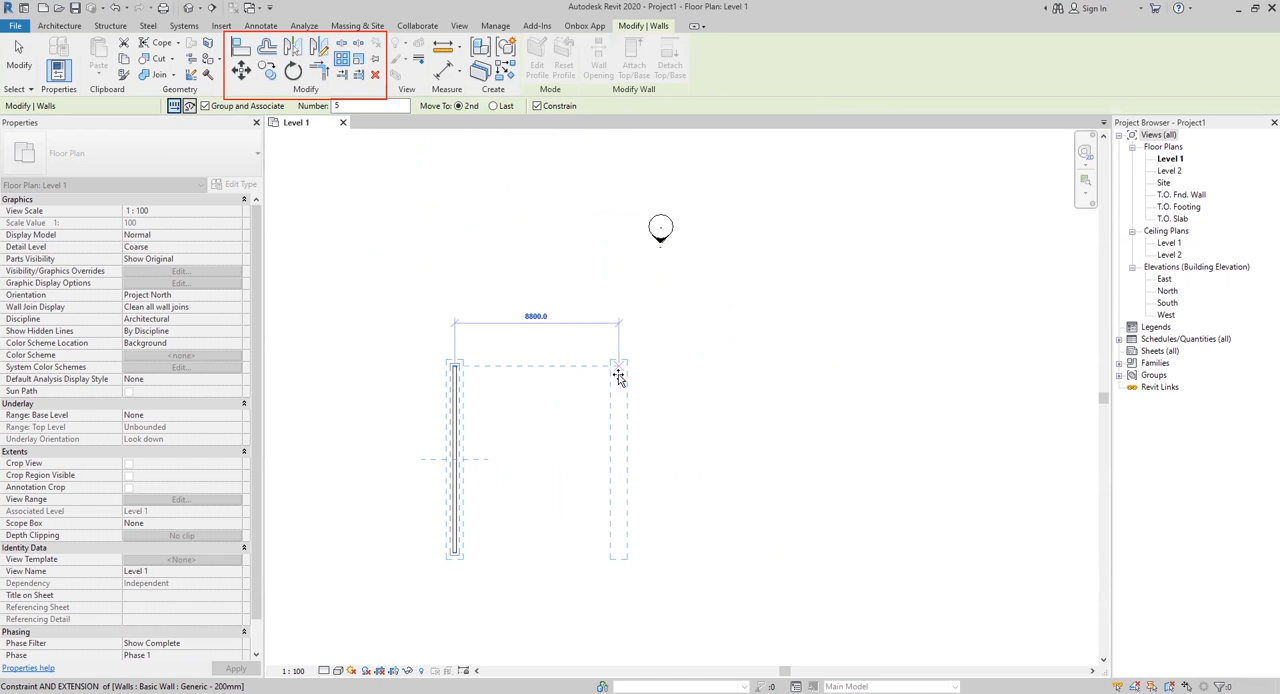 Autodesk Revit 2020 - Project1 - Floor Plan: Level 1
Sign In
File Architecture Structure Steel Systems Insert Annotate Analyze Massing & Site Collaborate View Manage Add-Ins Onbox App Modify | Walls
Modify
Paste
Cope
Cut
Join
Edit Profile
Reset Profile
Wall Opening
Attach Top/Base
Detach Top/Base
Select Properties Clipboard Geometry Modify View Measure Create Mode Modify Wall
Modify | Walls Group and Associate Number: 5 Move To: 2nd Last Constrain
Properties
Level 1
Project Browser - Project1
Floor Plan
Floor Plan: Level 1 Edit Type
Graphics
View Scale 1 : 100
Scale Value 1: 100
Display Model Normal
Detail Level Coarse
Parts Visibility Show Original
Visibility/Graphics Overrides Edit...
Graphic Display Options Edit...
Orientation Project North
Wall Join Display Clean all wall joins
Discipline Architectural
Show Hidden Lines By Discipline
Color Scheme Location Background
Color Scheme <none>
System Color Schemes Edit...
Default Analysis Display Style None
Sun Path
Underlay
Range: Base Level None
Range: Top Level Unbounded
Underlay Orientation Look down
Extents
Crop View
Crop Region Visible
Annotation Crop
View Range Edit...
Associated Level Level 1
Scope Box None
Depth Clipping No clip
Identity Data
View Template <None>
View Name Level 1
Dependency Independent
Title on Sheet
Referencing Sheet
Referencing Detail
Phasing
Phase Filter Show Complete
Phase Phase 1
Properties help Apply
8800.0
2D
Views (all)
Floor Plans
Level 1
Level 2
Site
T.O. Fnd. Wall
T.O. Footing
T.O. Slab
Ceiling Plans
Level 1
Level 2
Elevations (Building Elevation)
East
North
South
West
Legends
Schedules/Quantities (all)
Sheets (all)
Families
Groups
Revit Links
1 : 100
Constraint AND EXTENSION of [Walls : Basic Wall : Generic - 200mm]
:0
Main Model
:0